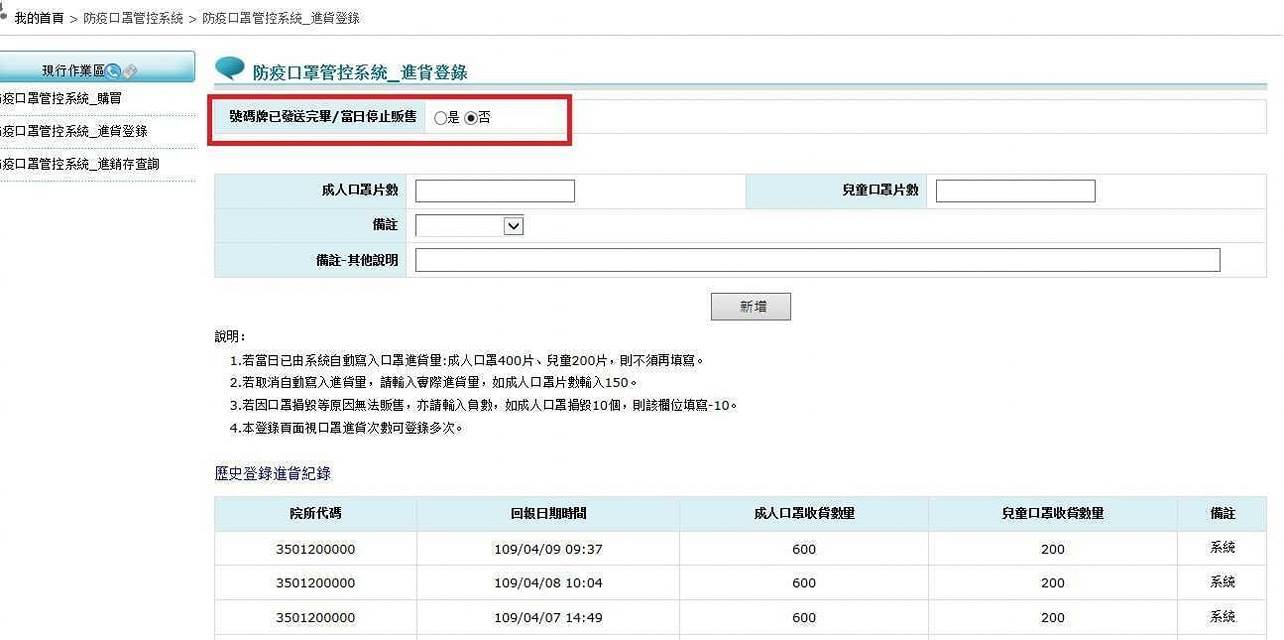 我的首頁 > 防疫口罩管控系統 > 防疫口罩管控系統_進貨登錄
現行作業區
防疫口罩管控系統_購買
防疫口罩管控系統_進貨登錄
防疫口罩管控系統_進銷存查詢
防疫口罩管控系統_進貨登錄
號碼牌已發送完畢/當日停止販售 是 否
成人口罩片數 兒童口罩片數
備註
備註-其他說明
新增
說明：
1.若當日已由系統自動寫入口罩進貨量:成人口罩400片、兒童200片，則不須再填寫。
2.若取消自動寫入進貨量，請輸入實際進貨量，如成人口罩片數輸入150。
3.若因口罩損毀等原因無法販售，亦請輸入負數，如成人口罩損毀10個，則該欄位填寫-10。
4.本登錄頁面視口罩進貨次數可登錄多次。
歷史登錄進貨紀錄
院所代碼 回報日期時間 成人口罩收貨數量 兒童口罩收貨數量 備註
3501200000 109/04/09 09:37 600 200 系統
3501200000 109/04/08 10:04 600 200 系統
3501200000 109/04/07 14:49 600 200 系統